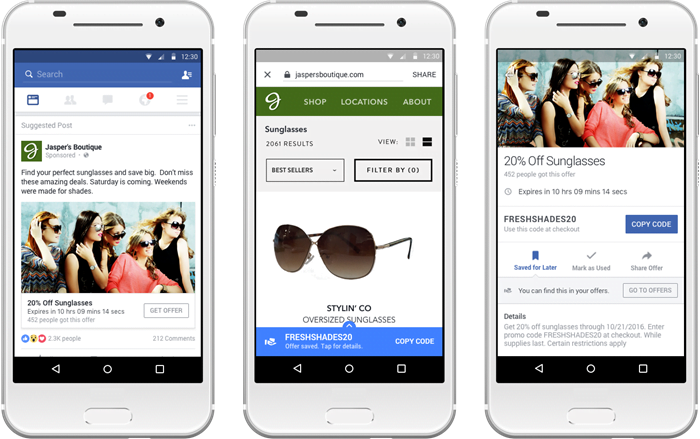 12:30
Search
1
Suggested Post
Jasper's Boutique
Sponsored ·
Find your perfect sunglasses and save big. Don't miss
these amazing deals. Saturday is coming. Weekends
were made for shades.
20% Off Sunglasses
Expires in 10 hrs 09 mins 14 secs
452 people got this offer
GET OFFER
2.3K people
212 Comments
12:30
jaspersboutique.com
SHARE
SHOP
LOCATIONS
ABOUT
Sunglasses
2061 RESULTS
VIEW:
BEST SELLERS
FILTER BY (0)
STYLIN' CO
OVERSIZED SUNGLASSES
FRESHSHADES20
Offer saved. Tap for details.
COPY CODE
12:30
20% Off Sunglasses
452 people got this offer
Expires in 10 hrs 09 mins 14 secs
FRESHSHADES20
Use this code at checkout
COPY CODE
Saved for Later
Mark as Used
Share Offer
You can find this in your offers.
GO TO OFFERS
Details
Get 20% off sunglasses through 10/21/2016. Enter
promo code FRESHSHADES20 at checkout. While
supplies last. Certain restrictions apply